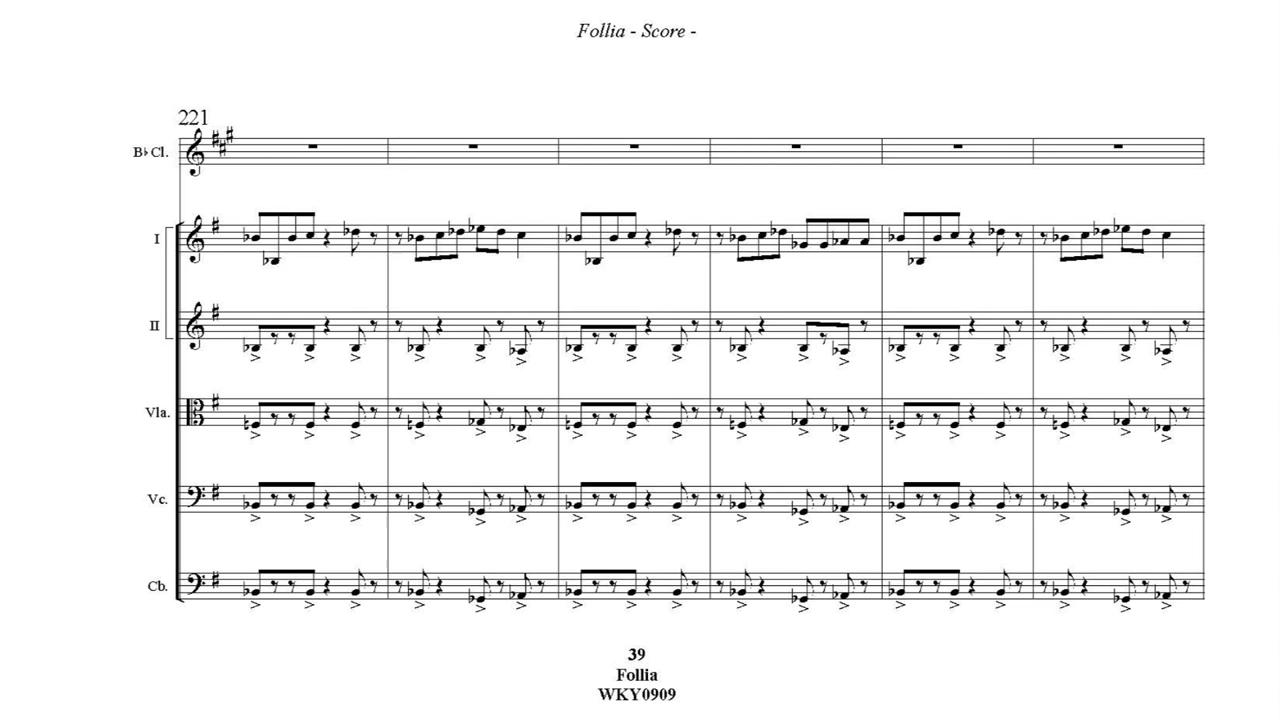 Follia - Score -
221
B♭Cl.
I
II
Vla.
Vc.
Cb.
39
Follia
WKY0909